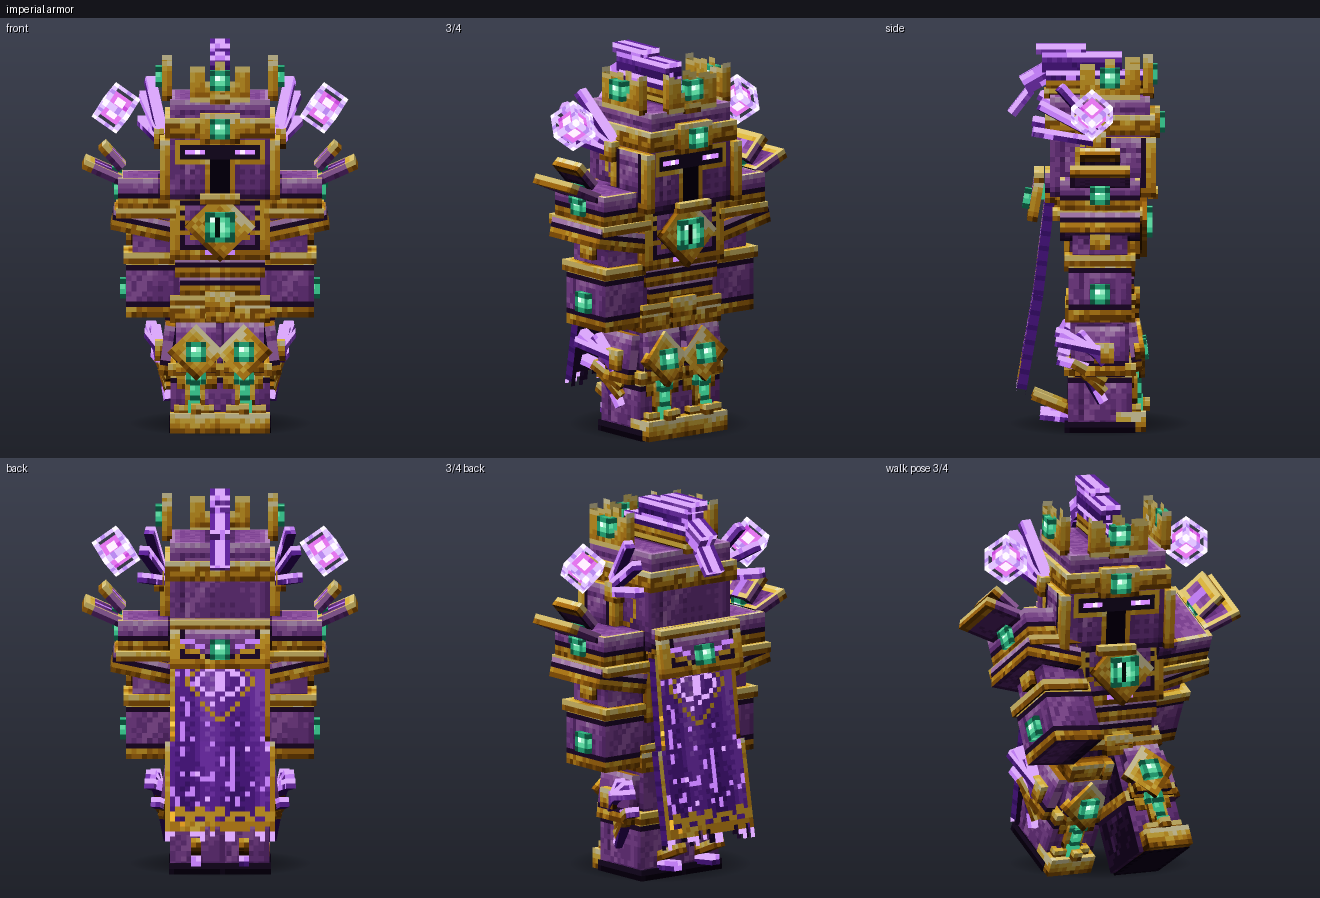 imperial armor
front
3/4
side
back
3/4 back
walk pose 3/4